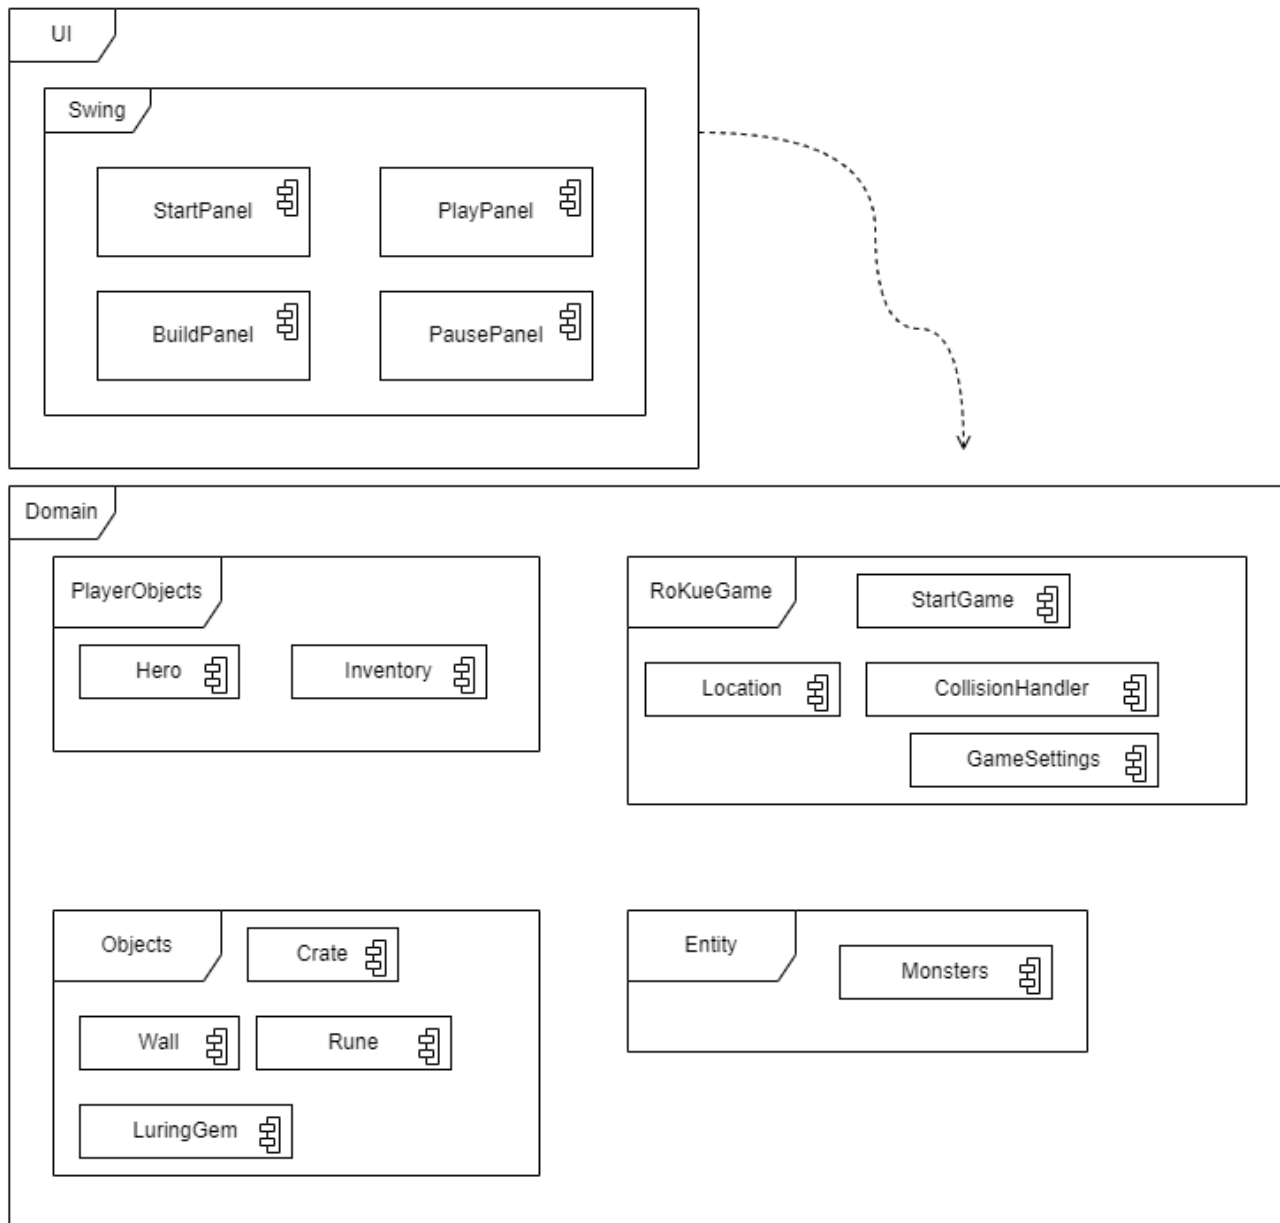 UI
Swing
StartPanel
PlayPanel
BuildPanel
PausePanel
Domain
PlayerObjects
Hero
Inventory
RoKueGame
StartGame
Location
CollisionHandler
GameSettings
Objects
Crate
Wall
Rune
LuringGem
Entity
Monsters